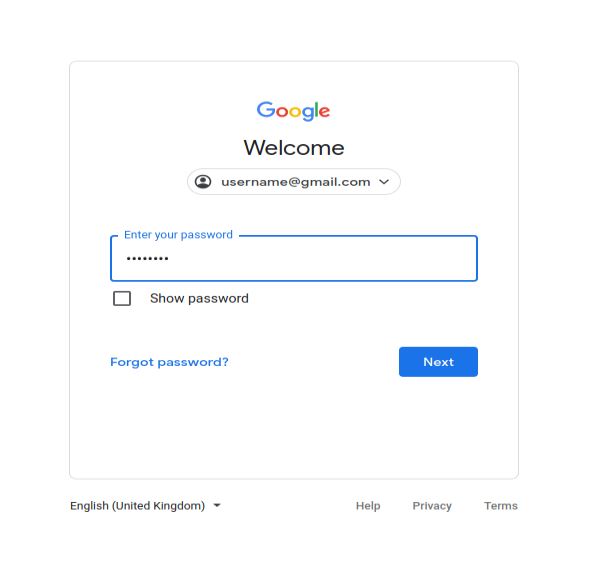 Google
Welcome
username@gmail.com
Enter your password
••••••••
Show password
Forgot password?
Next
English (United Kingdom)
Help Privacy Terms